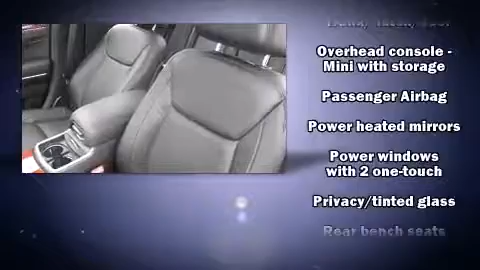 Overhead console -
Mini with storage
Passenger Airbag
Power heated mirrors
Power windows
with 2 one-touch
Privacy/tinted glass
Rear bench seats